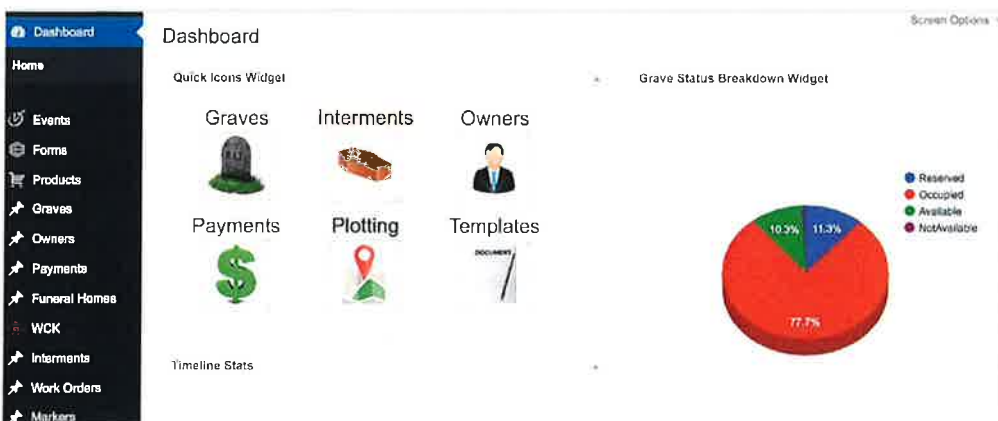 Screen Options
Dashboard
Home
Events
Forms
Products
Graves
Owners
Payments
Funeral Homes
WCK
Interments
Work Orders
Markers
Dashboard
Quick Icons Widget
Graves
Interments
Owners
Payments
Plotting
Templates
DOCUMENT
Timeline Stats
Grave Status Breakdown Widget
Reserved
Occupied
Available
NotAvailable
10.3%
11.3%
77.7%